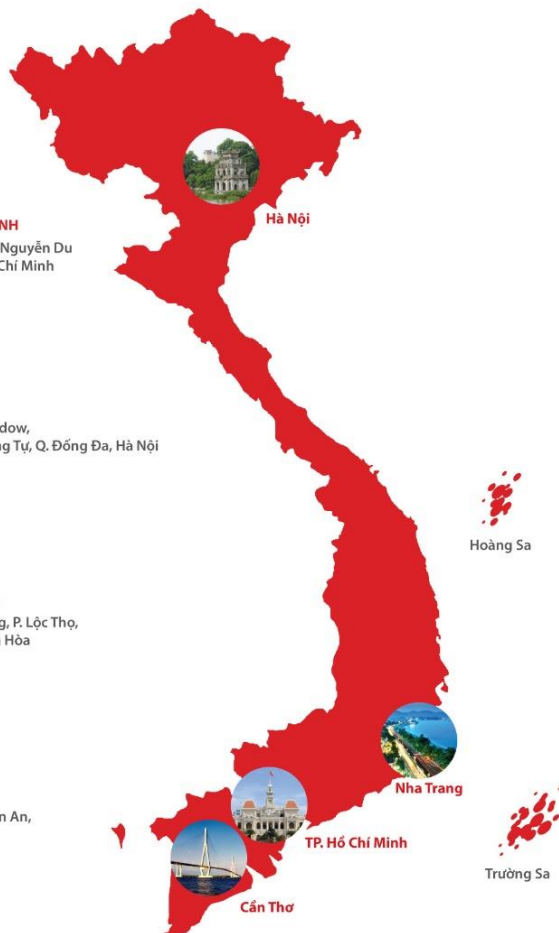 Hà Nội
NH
Nguyễn Du
Chí Minh
dow,
ng Tự, Q. Đống Đa, Hà Nội
Hoàng Sa
g, P. Lộc Thọ,
Hòa
Nha Trang
n An,
TP. Hồ Chí Minh
Trường Sa
Cần Thơ